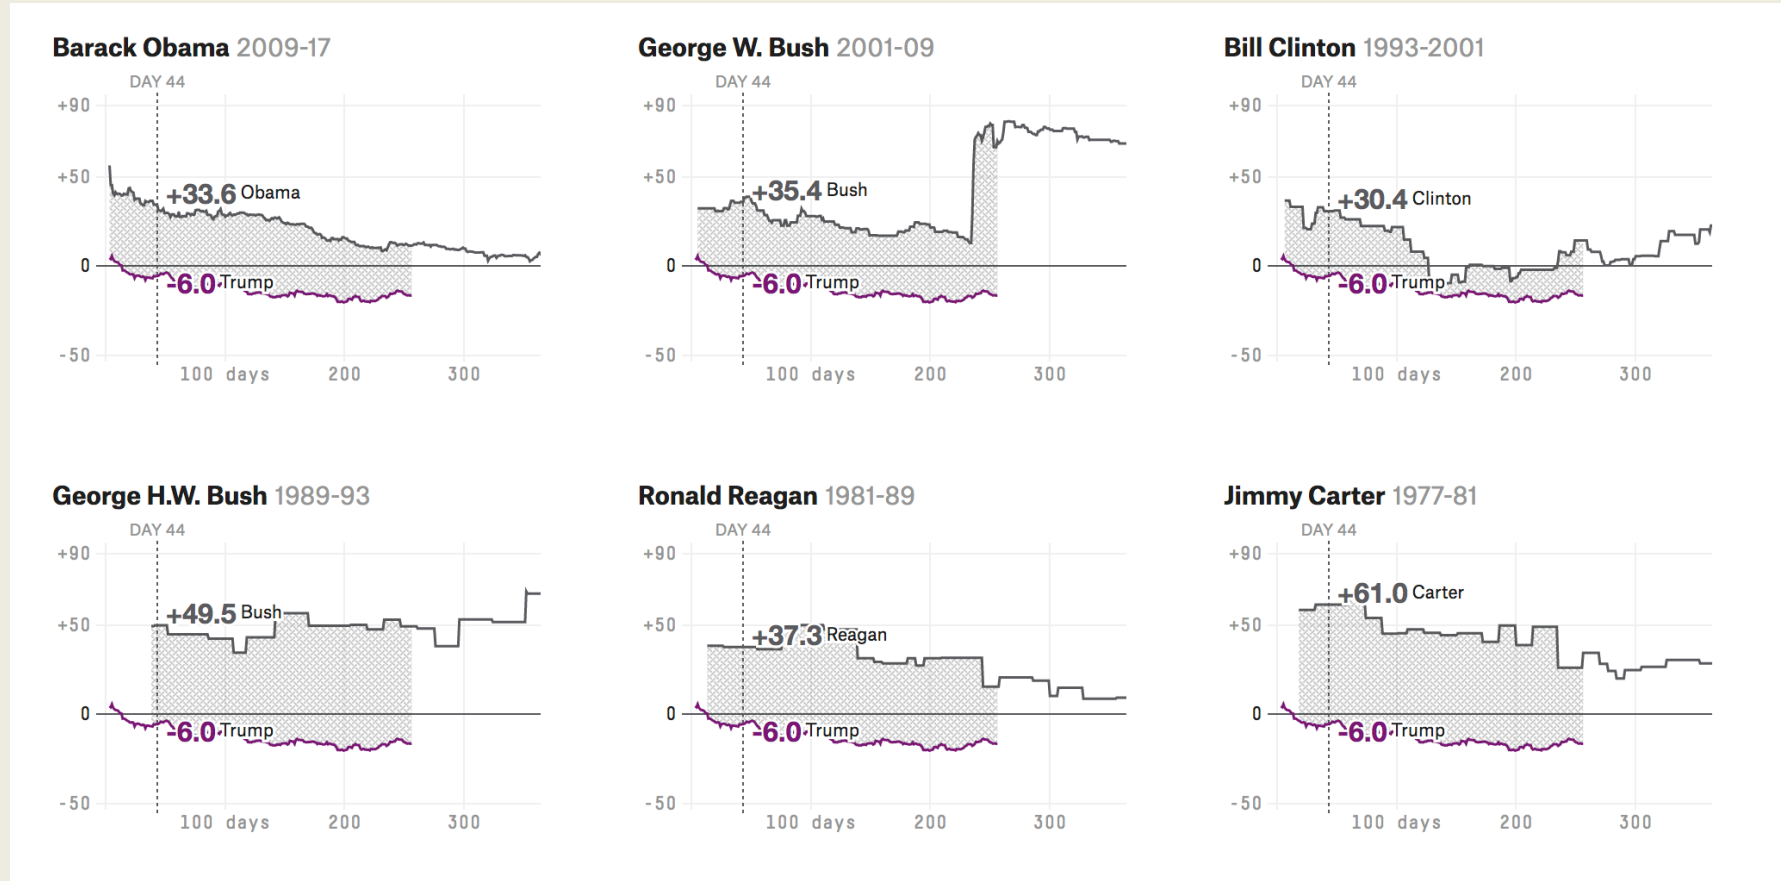 Barack Obama 2009-17
DAY 44
+90
+50
+33.6 Obama
0
-6.0 Trump
-50
100 days 200 300
George W. Bush 2001-09
DAY 44
+90
+50
+35.4 Bush
0
-6.0 Trump
-50
100 days 200 300
Bill Clinton 1993-2001
DAY 44
+90
+50
+30.4 Clinton
0
-6.0 Trump
-50
100 days 200 300
George H.W. Bush 1989-93
DAY 44
+90
+50
+49.5 Bush
0
-6.0 Trump
-50
100 days 200 300
Ronald Reagan 1981-89
DAY 44
+90
+50
+37.3 Reagan
0
-6.0 Trump
-50
100 days 200 300
Jimmy Carter 1977-81
DAY 44
+90
+61.0 Carter
+50
0
-6.0 Trump
-50
100 days 200 300